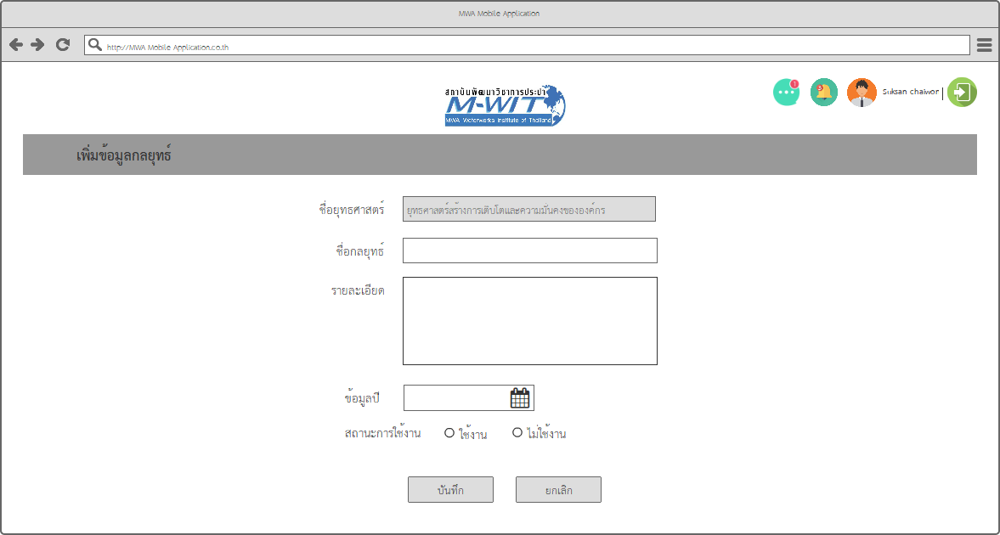 MWA Mobile Application
http://MWA Mobile Application.co.th
1
3
Suksan chaiwon
สถาบันพัฒนาวิชาการประปา
M-WIT
MWA Waterworks Institute of Thailand
เพิ่มข้อมูลกลยุทธ์
ชื่อยุทธศาสตร์ ยุทธศาสตร์สร้างการเติบโตและความมั่นคงขององค์กร
ชื่อกลยุทธ์
รายละเอียด
ข้อมูลปี
สถานะการใช้งาน ใช้งาน ไม่ใช้งาน
บันทึก ยกเลิก